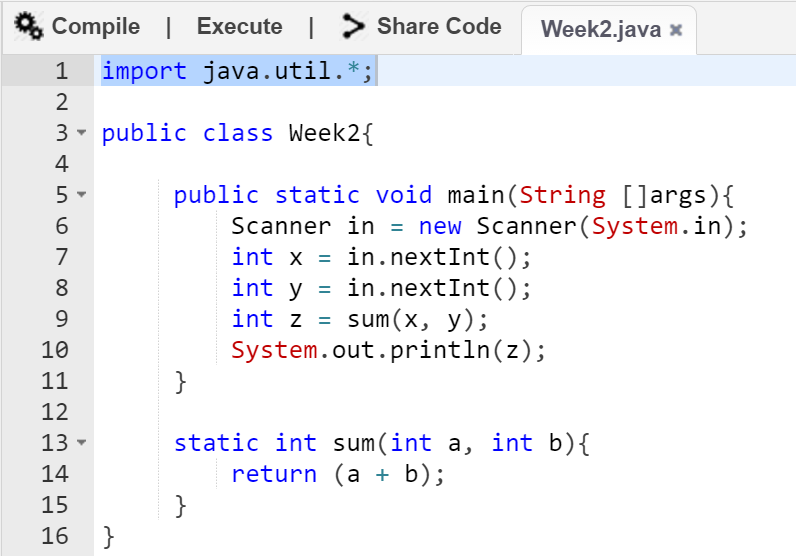 Compile | Execute | Share Code Week2.java ×
1 import java.util.*;
2
3 public class Week2{
4
5 public static void main(String []args){
6 Scanner in = new Scanner(System.in);
7 int x = in.nextInt();
8 int y = in.nextInt();
9 int z = sum(x, y);
10 System.out.println(z);
11 }
12
13 static int sum(int a, int b){
14 return (a + b);
15 }
16 }